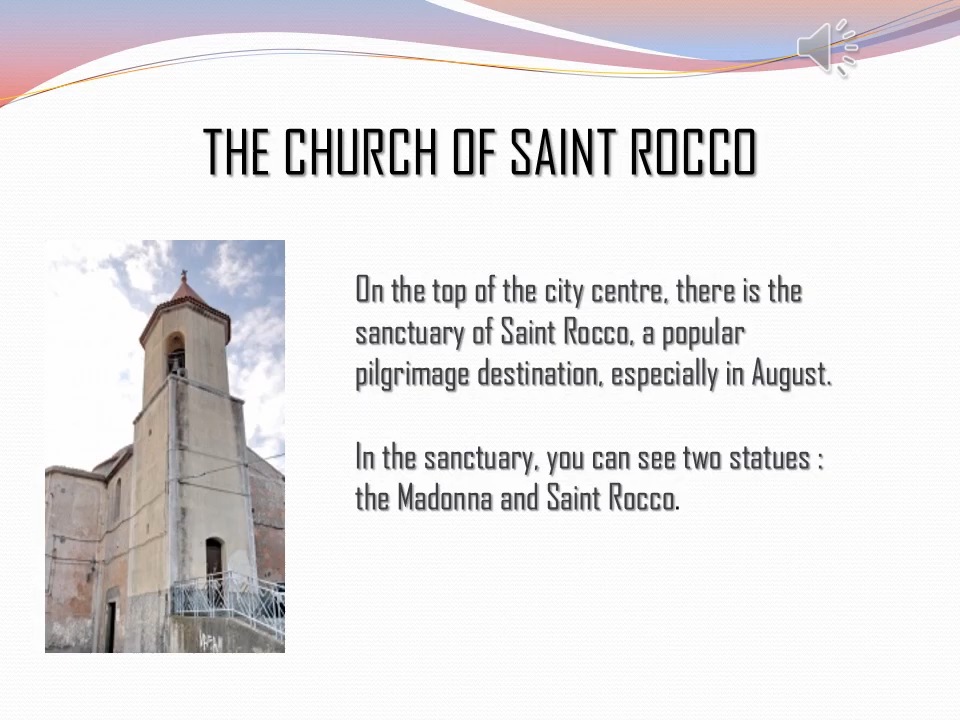 THE CHURCH OF SAINT ROCCO
On the top of the city centre, there is the
sanctuary of Saint Rocco, a popular
pilgrimage destination, especially in August.
In the sanctuary, you can see two statues :
the Madonna and Saint Rocco.